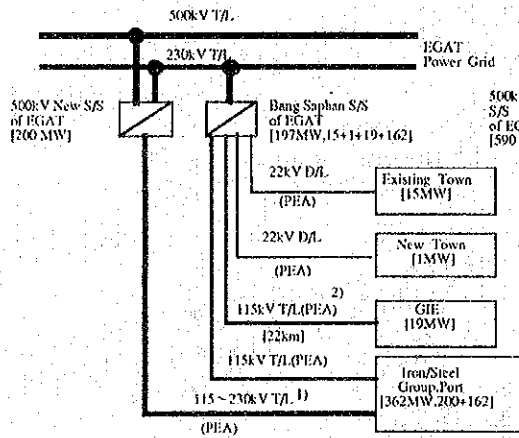 500kV T/L
EGAT
Power Grid
230kV T/L
500kV New S/S
of EGAT
[200 MW]
Bang Saphan S/S
of EGAT
[197MW,15+1+19+162]
500k
S/S
of EG
[590
22kV D/L
(PEA)
Existing Town
[15MW]
22kV D/L
(PEA)
New Town
[1MW]
2)
115kV T/L(PEA)
[22km]
GIE
[19MW]
115kV T/L(PEA)
Iron/Steel
Group,Port
[362MW,200+162]
115~230kV T/L 1)
(PEA)